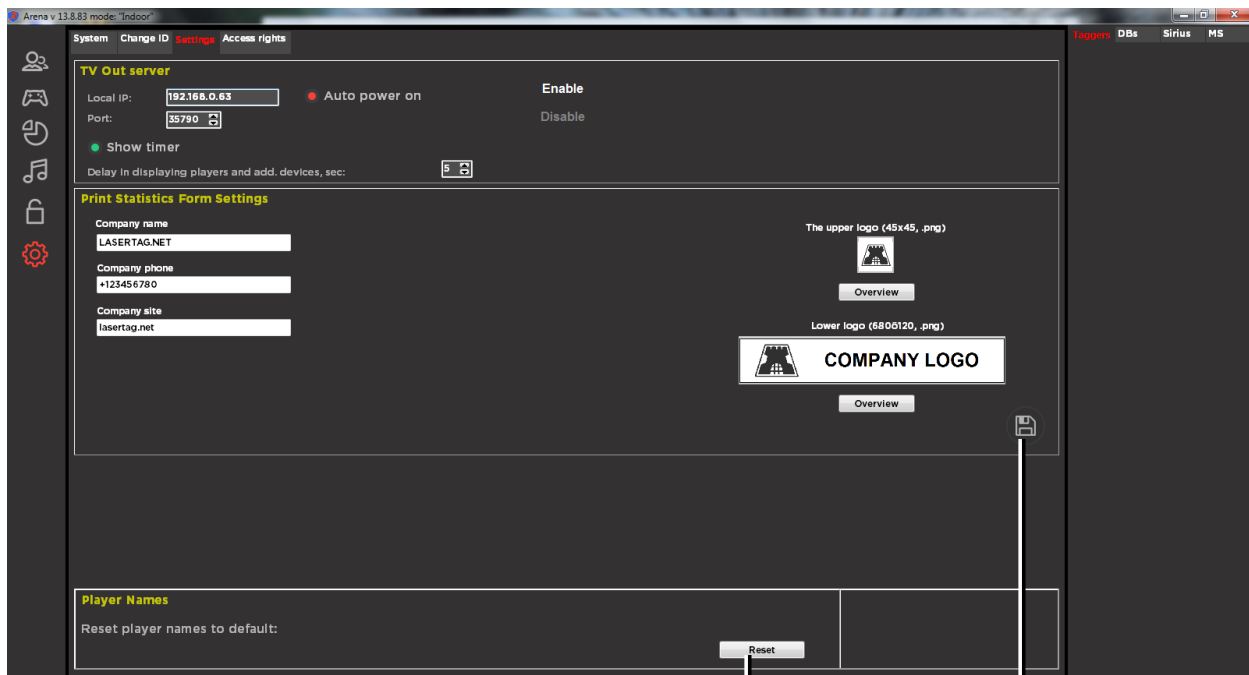 Arena v 13.8.83 mode: "Indoor"
System Change ID Settings Access rights
Taggers DBs Sirius MS
TV Out server
Local IP: 192.168.0.63 Auto power on Enable
Port: 35790 Disable
Show timer
Delay in displaying players and add. devices, sec: 5
Print Statistics Form Settings
Company name
LASERTAG.NET
Company phone
+123456780
Company site
lasertag.net
The upper logo (45x45, .png)
Overview
Lower logo (680δ120, .png)
COMPANY LOGO
Overview
Player Names
Reset player names to default:
Reset